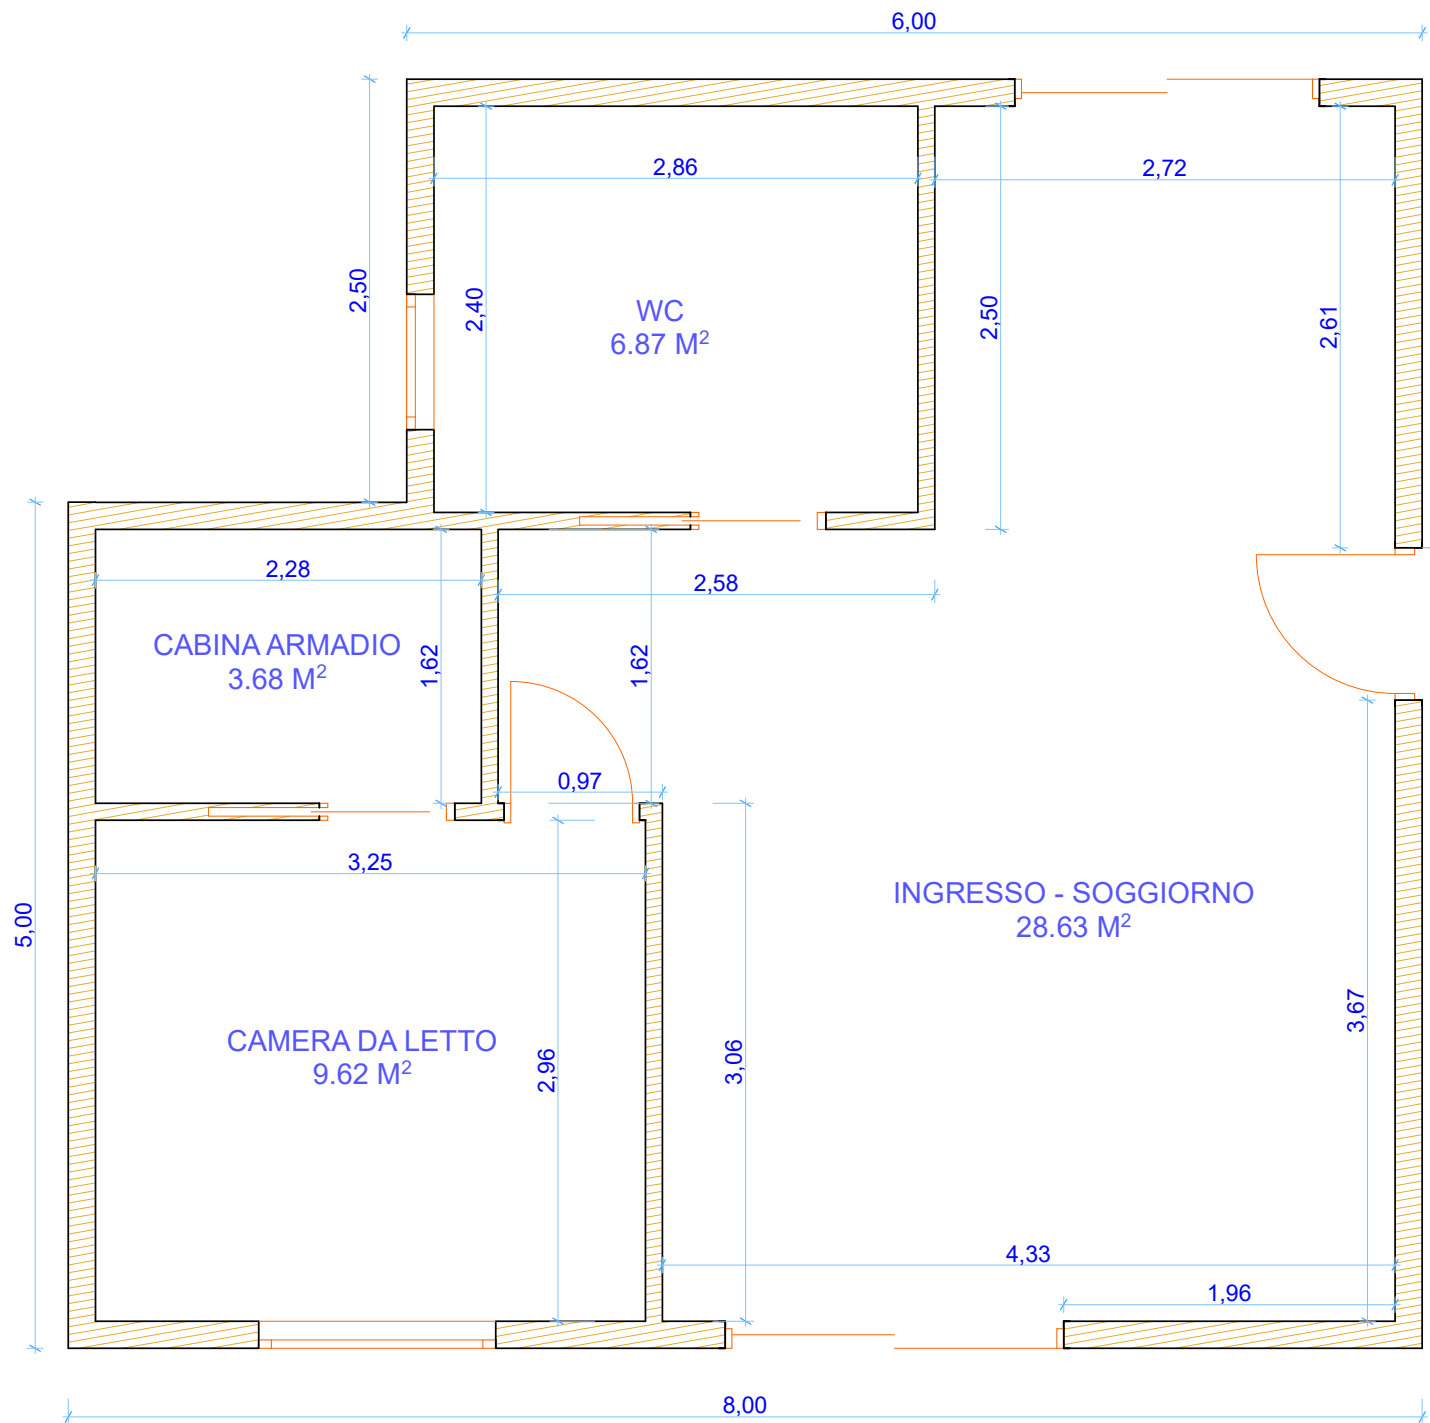 6,00
2,86
2,72
2,50
2,40
WC
6.87 M²
2,50
2,61
2,28
2,58
CABINA ARMADIO
3.68 M²
1,62
1,62
0,97
3,25
INGRESSO - SOGGIORNO
28.63 M²
5,00
CAMERA DA LETTO
9.62 M²
2,96
3,06
3,67
4,33
1,96
8,00